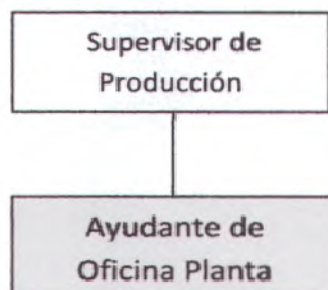 Supervisor de
Producción
Ayudante de
Oficina Planta